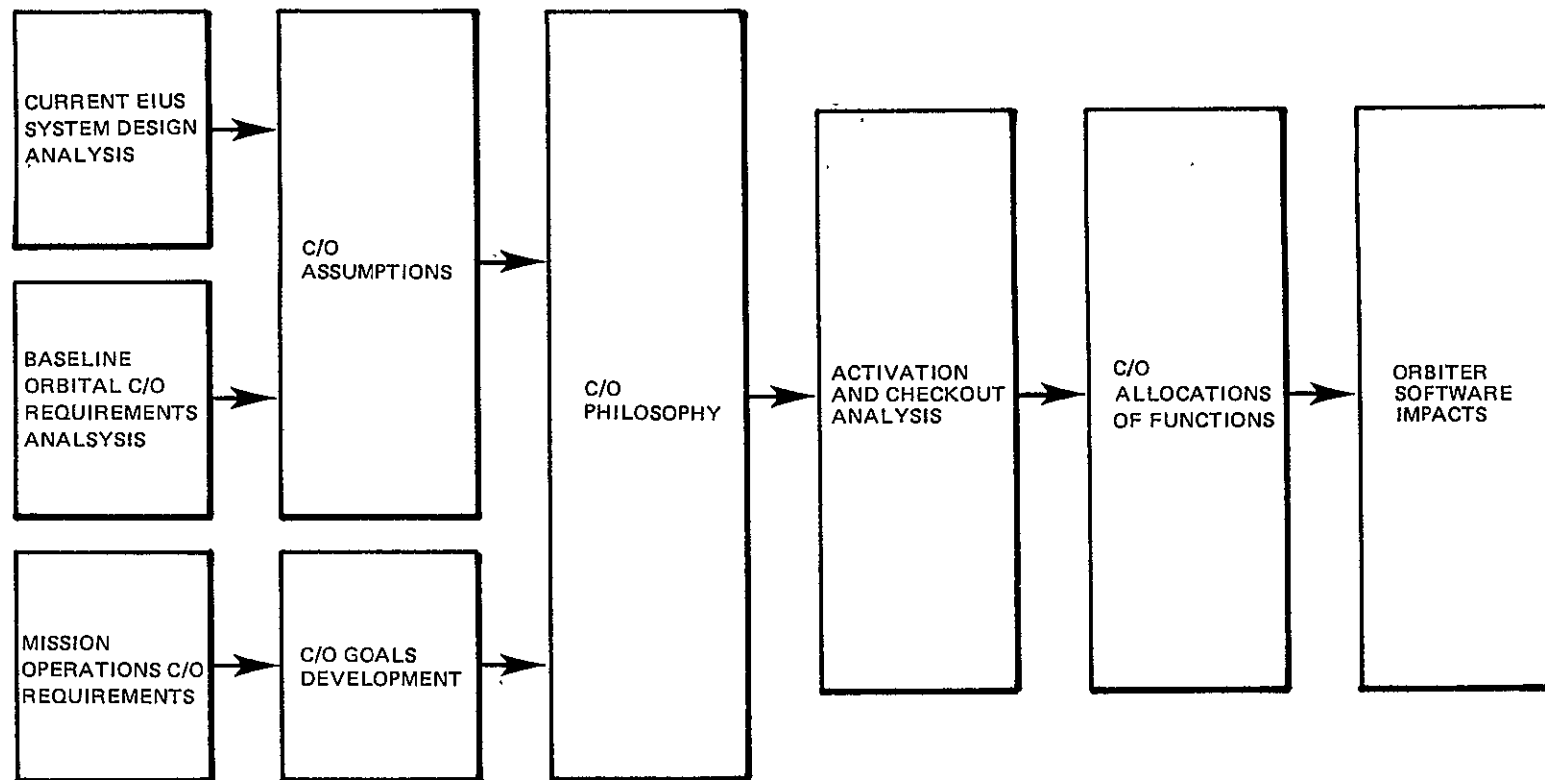 CURRENT EIUS
SYSTEM DESIGN
ANALYSIS
BASELINE
ORBITAL C/O
REQUIREMENTS
ANALSYSIS
MISSION
OPERATIONS C/O
REQUIREMENTS
C/O
ASSUMPTIONS
C/O GOALS
DEVELOPMENT
C/O
PHILOSOPHY
ACTIVATION
AND CHECKOUT
ANALYSIS
C/O
ALLOCATIONS
OF FUNCTIONS
ORBITER
SOFTWARE
IMPACTS